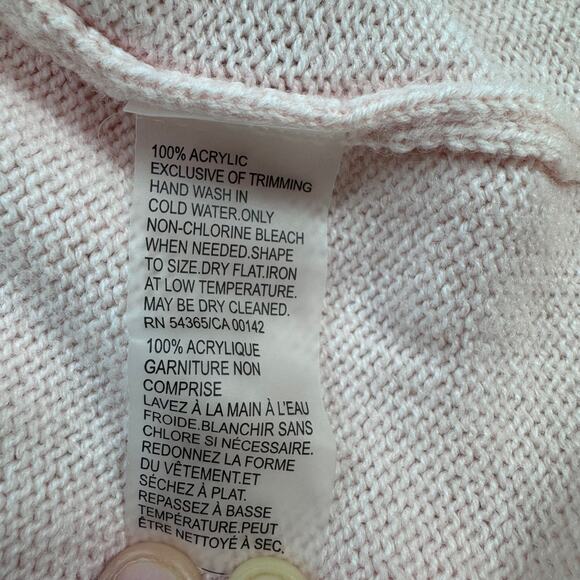 100% ACRYLIC
EXCLUSIVE OF TRIMMING
HAND WASH IN
COLD WATER.ONLY
NON-CHLORINE BLEACH
WHEN NEEDED.SHAPE
TO SIZE.DRY FLAT.IRON
AT LOW TEMPERATURE.
MAY BE DRY CLEANED.
RN 54365/CA 00142
100% ACRYLIQUE
GARNITURE NON
COMPRISE
LAVEZ À LA MAIN À L'EAU
FROIDE.BLANCHIR SANS
CHLORE SI NÉCESSAIRE.
REDONNEZ LA FORME
DU VÊTEMENT.ET
SÉCHEZ À PLAT.
REPASSEZ À BASSE
TEMPÉRATURE.PEUT
ÊTRE NETTOYÉ À SEC.